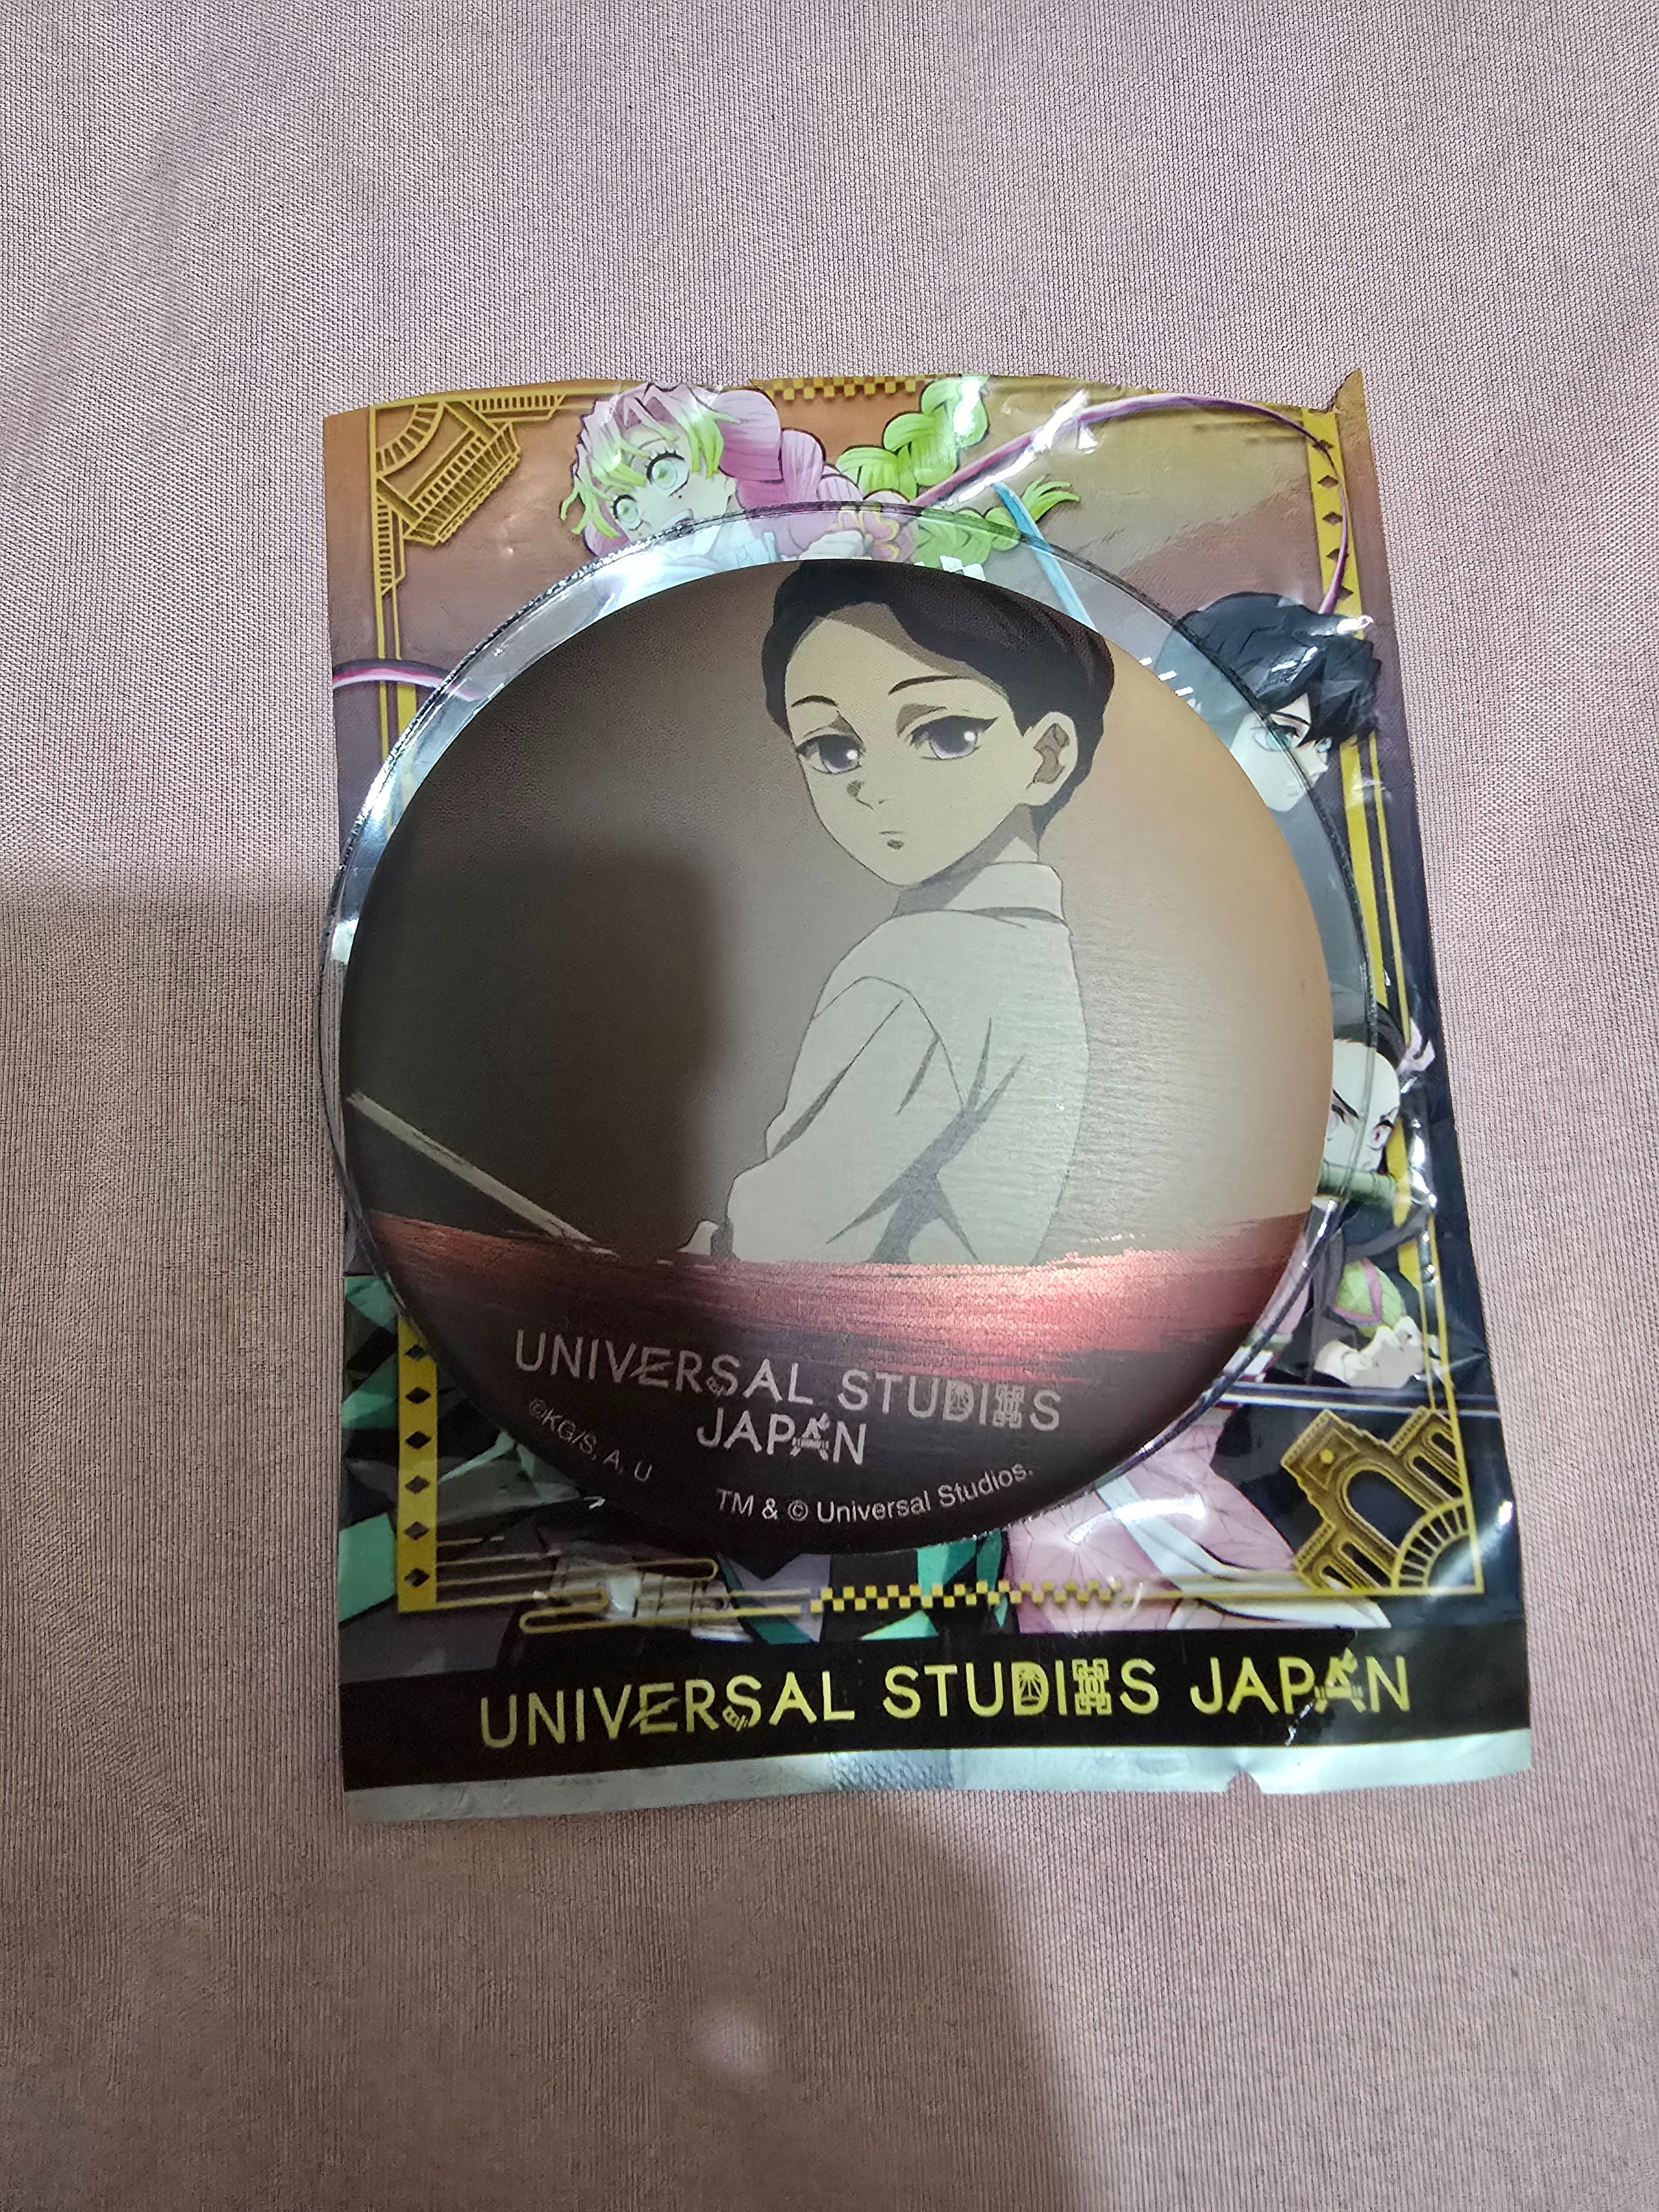 UNIVERSAL STUDIOS
JAPAN
©KG/S, A, U
TM & © Universal Studios.
UNIVERSAL STUDIOS JAPAN